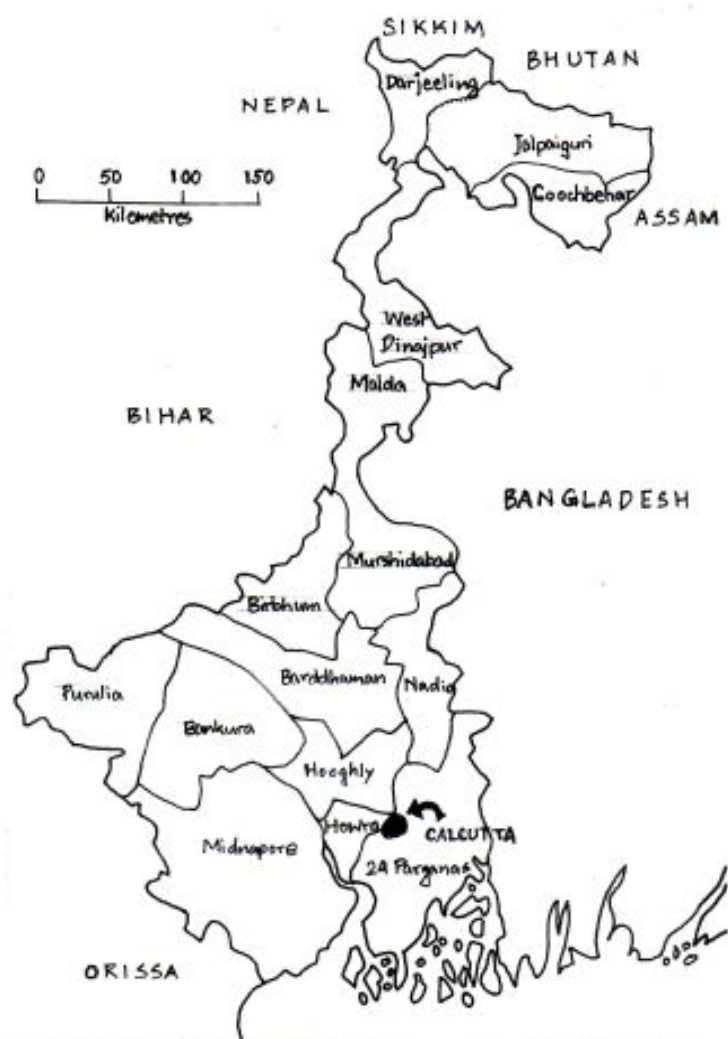 SIKKIM
BHUTAN
Darjeeling
NEPAL
Jalpaiguri
0 50 100 150
Kilometres
Coochbehar
ASSAM
West
Dinajpur
Malda
BIHAR
BANGLADESH
Murshidabad
Birbhum
Barddhaman
Nadia
Purulia
Bankura
Hooghly
Howra
CALCUTTA
Midnapore
24 Parganas
ORISSA